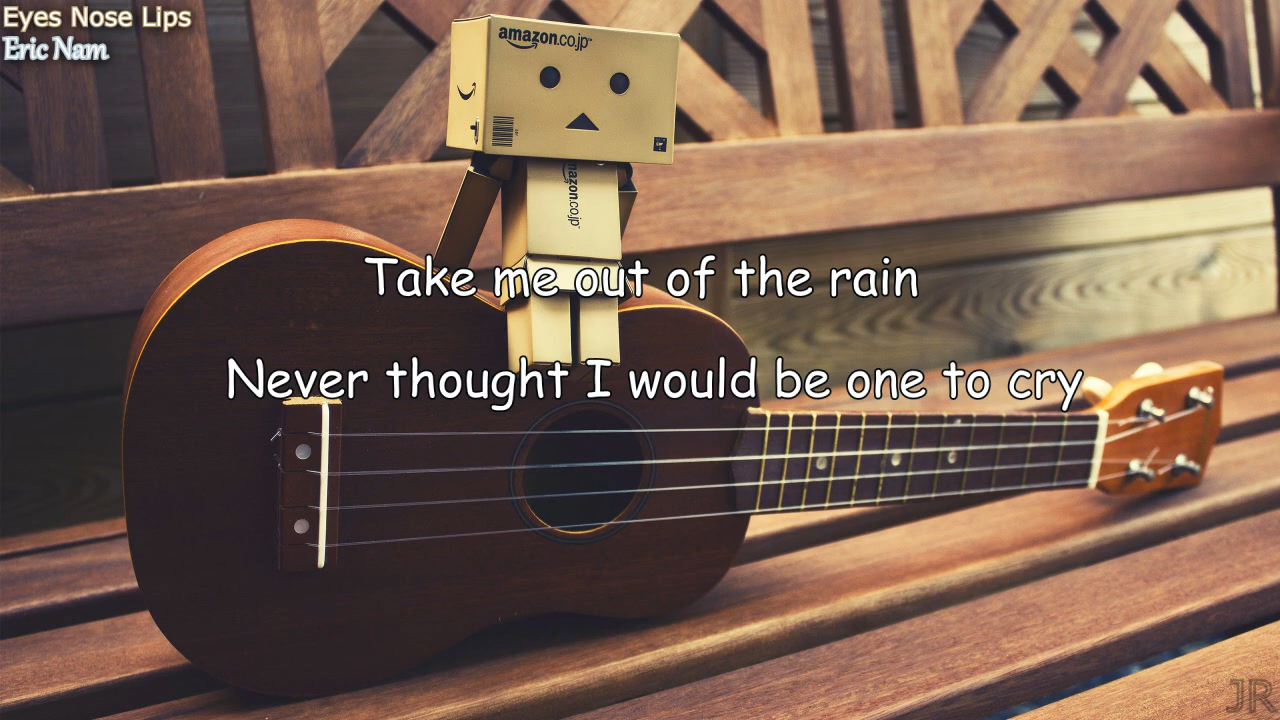 Eyes Nose Lips
Eric Nam
amazon.co.jp
amazon.co.jp
Take me out of the rain
Never thought I would be one to cry
JR